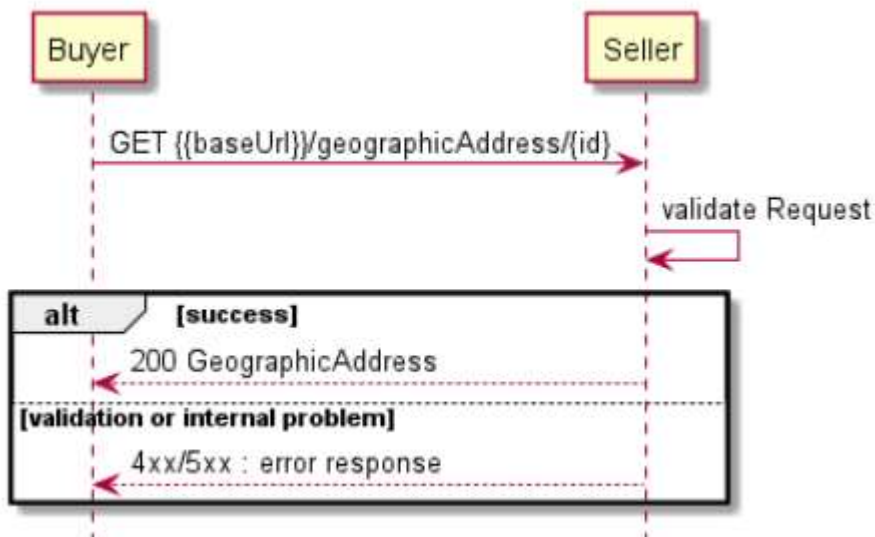 Buyer
Seller
GET {{baseUrl}}/geographicAddress/{id}
validate Request
alt
[success]
200 GeographicAddress
[validation or internal problem]
4xx/5xx : error response